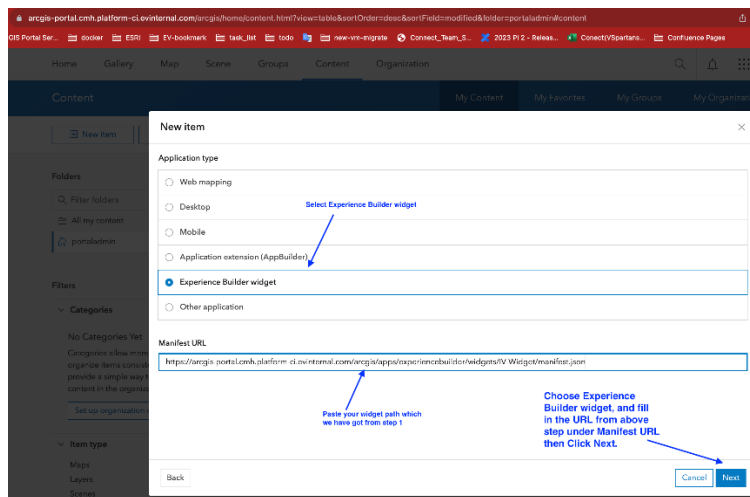 arcgis-portal.cmh.platform-ci.evinternal.com/arcgis/home/content.html?view=table&sortOrder=desc&sortField=modified&folder=portaladmin#content
GIS Portal Ser... docker ESRI EV-bookmark task_list todo new-vm-migrate Connect_Team_S... 2023 PI 2 - Releas... Conect(VSpartans... Confluence Pages
Home Gallery Map Scene Groups Content Organization
Content My Content My Favorites My Groups My Organizat
New item
New item
Application type
Folders
Web mapping
Filter folders
Desktop
Select Experience Builder widget
All my content
Mobile
portaladmin
Application extension (AppBuilder)
Experience Builder widget
Filters
Other application
Categories
No Categories Yet
Manifest URL
Categories allow mem
https://arcgis-portal.cmh.platform-ci.evinternal.com/arcgis/apps/experiencebuilder/widgets/IV-Widget/manifest.json
organize items consist
provide a simple way t
content in the organiza
Set up organization
Paste your widget path which
we have got from step 1
Choose Experience
Builder widget, and fill
in the URL from above
step under Manifest URL
then Click Next.
Item type
Maps
Layers
Scenes
Back Cancel Next